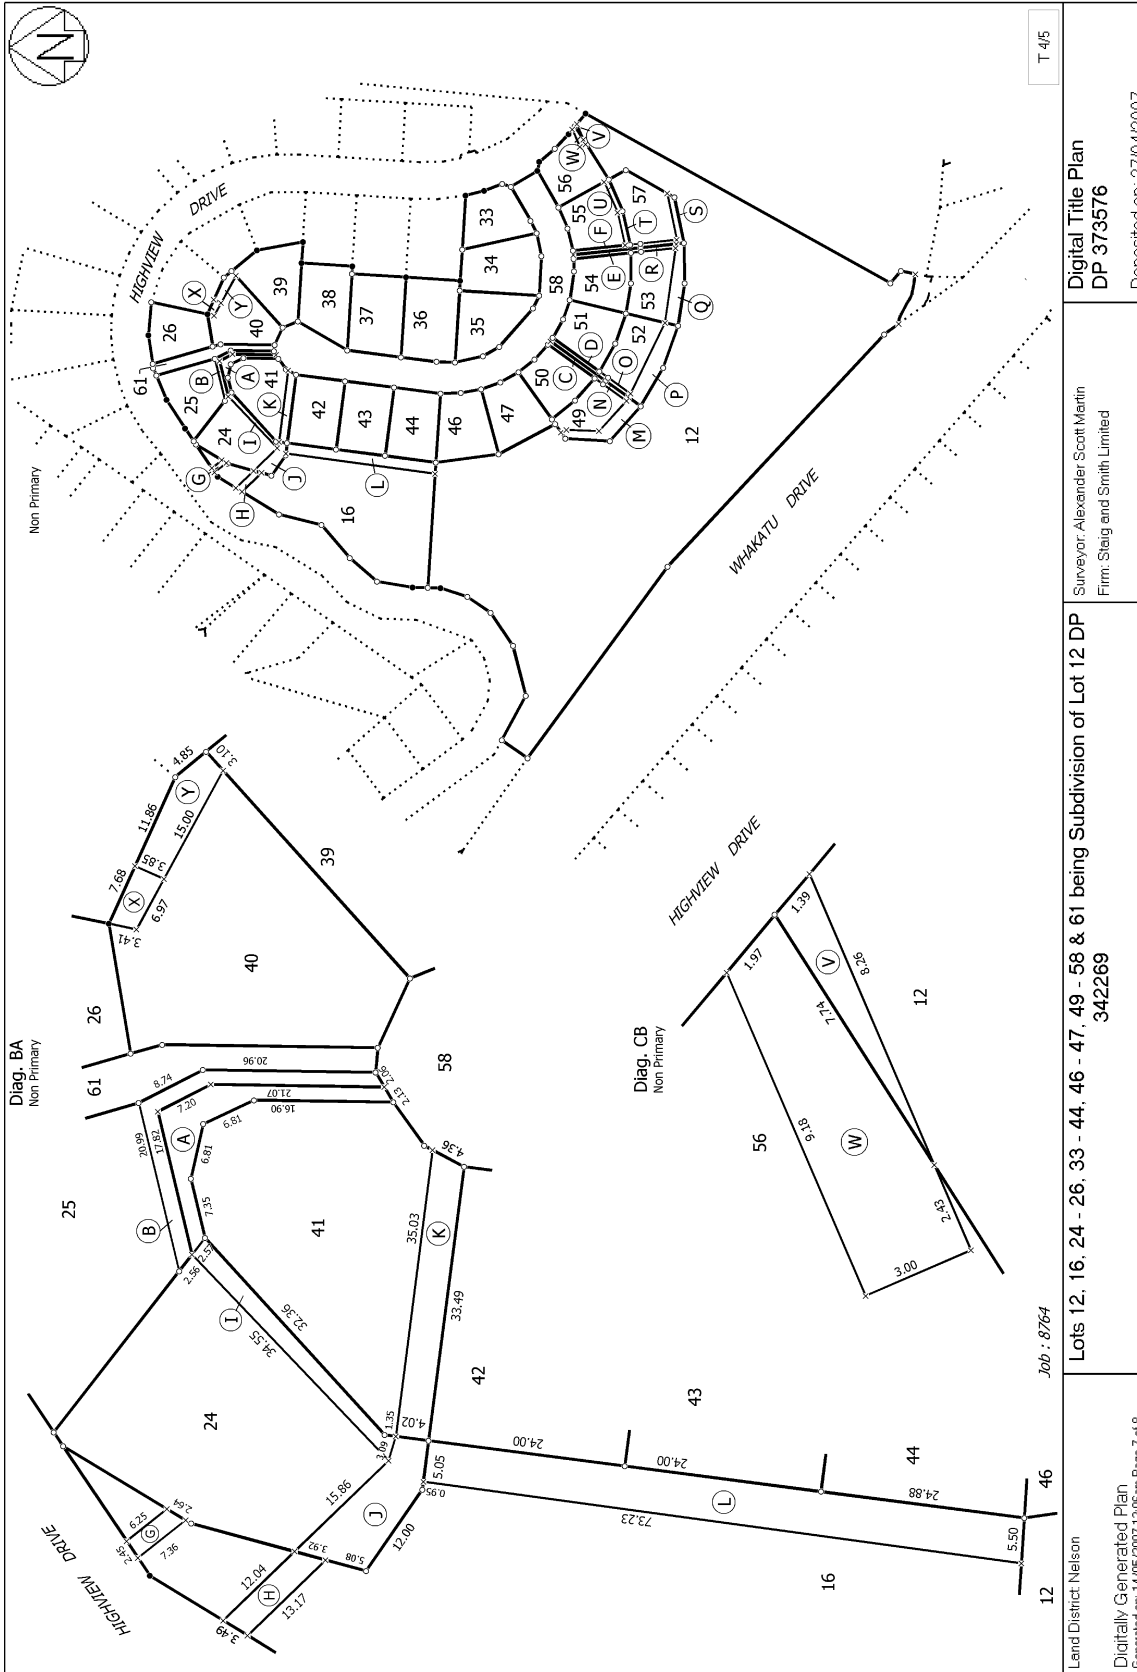 N
T 4/5
Diag. BA
Non Primary
HIGHVIEW DRIVE
25
61
26
24
41
40
39
58
42
43
44
46
16
12
A
B
G
H
I
J
K
L
X
Y
4.85
3.10
11.86
15.00
3.85
7.68
6.97
3.41
20.96
8.74
7.20
21.07
16.90
2.06
2.13
4.36
20.99
17.82
6.81
6.81
7.35
2.56
2.57
35.03
33.49
32.36
34.55
1.35
4.02
3.09
5.05
0.95
15.86
12.00
5.08
3.92
12.04
13.17
3.49
2.64
6.25
7.36
2.45
24.00
24.00
24.88
73.23
5.50
Diag. CB
Non Primary
HIGHVIEW DRIVE
56
12
V
W
1.97
1.39
7.74
8.26
9.18
2.43
3.00
Job : 8764
Non Primary
HIGHVIEW
DRIVE
WHAKATU DRIVE
61
26
25
24
16
12
33
34
35
36
37
38
39
40
41
42
43
44
46
47
49
50
51
52
53
54
55
56
57
58
A
B
C
D
E
F
G
H
I
J
K
L
M
N
O
P
Q
R
S
T
U
V
W
X
Y
Land District: Nelson
Digitally Generated Plan
Lots 12, 16, 24 - 26, 33 - 44, 46 - 47, 49 - 58 & 61 being Subdivision of Lot 12 DP
342269
Surveyor: Alexander Scott Martin
Firm: Staig and Smith Limited
Digital Title Plan
DP 373576
Deposited on: 27/04/2007